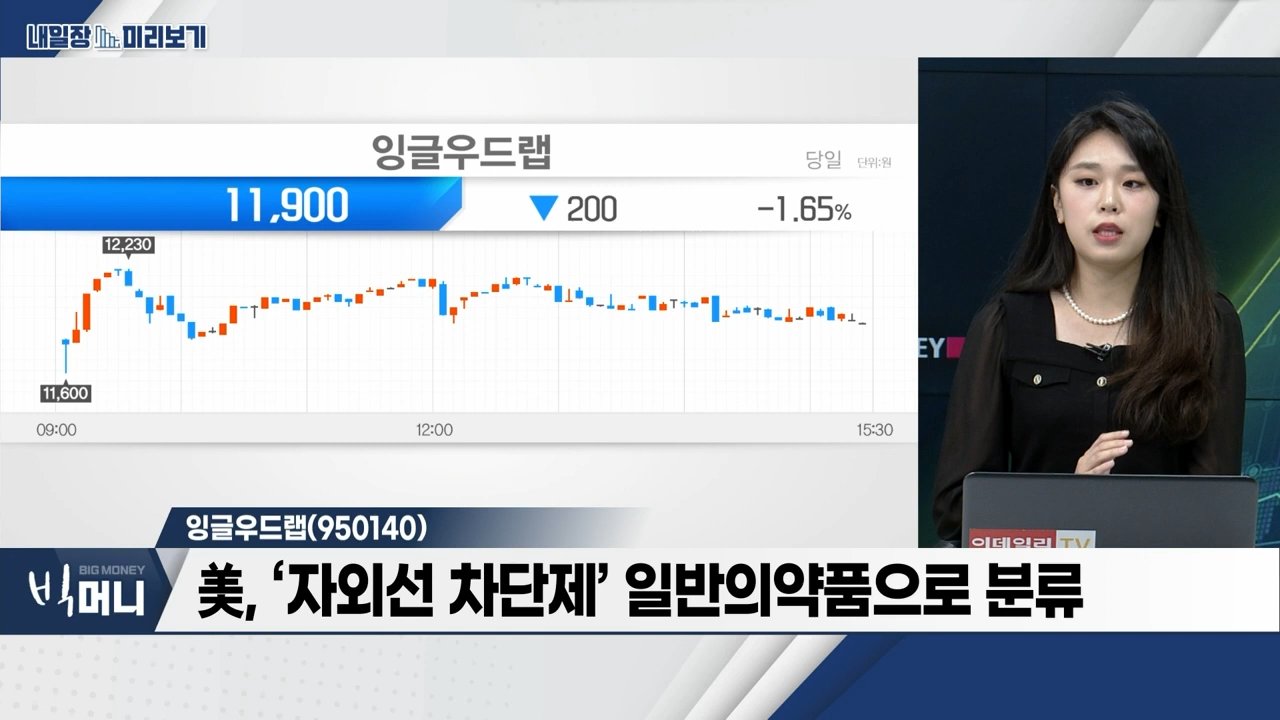 내일장 미리보기
잉글우드랩
당일 단위:원
11,900 ▼200 -1.65%
12,230
11,600
09:00 12:00 15:30
EY
이데일리TV
잉글우드랩(950140)
BIG MONEY
빅머니
美, ‘자외선 차단제’ 일반의약품으로 분류